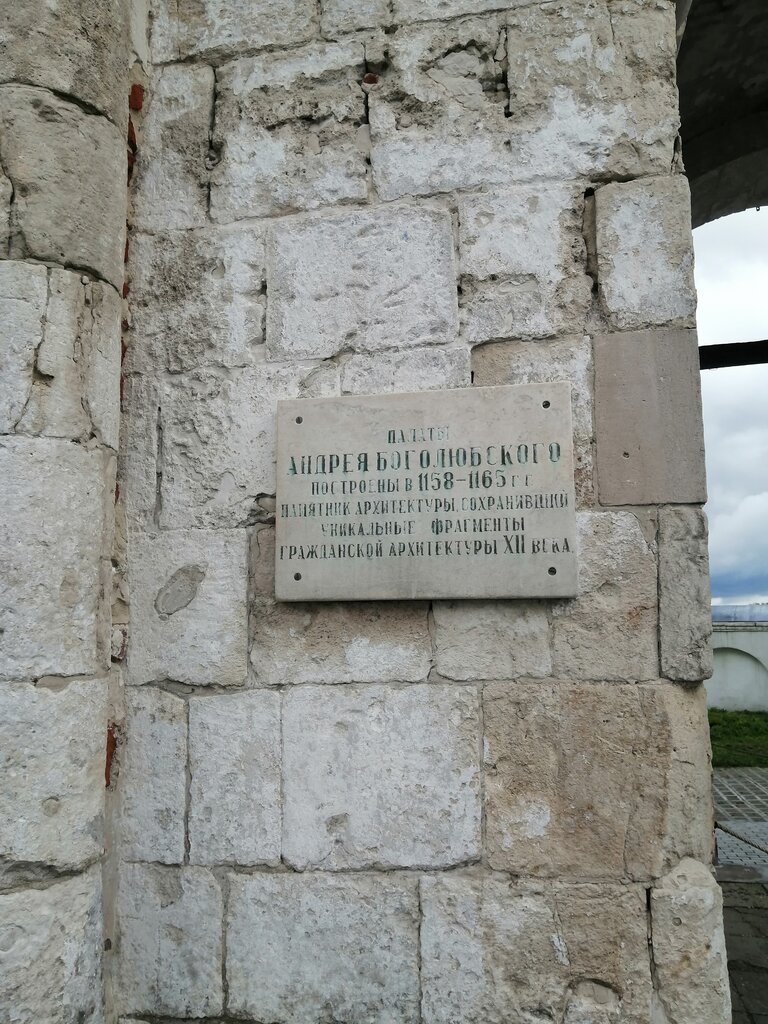 ПАЛАТЫ
АНДРЕЯ БОГОЛЮБСКОГО
ПОСТРОЕНЫ В 1158–1165 Г Г
ПАМЯТНИК АРХИТЕКТУРЫ, СОХРАНИВШИЙ
УНИКАЛЬНЫЕ ФРАГМЕНТЫ
ГРАЖДАНСКОЙ АРХИТЕКТУРЫ XII ВЕКА.